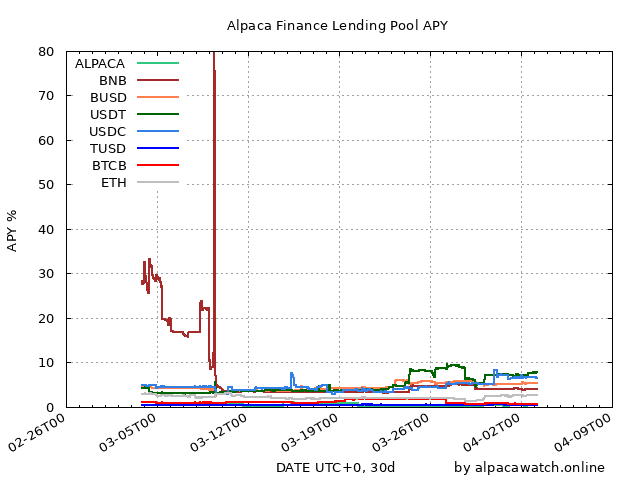 Alpaca Finance Lending Pool APY
80
70
60
50
40
30
20
10
0
APY %
ALPACA
BNB
BUSD
USDT
USDC
TUSD
BTCB
ETH
02-26T00
03-05T00
03-12T00
03-19T00
03-26T00
04-02T00
04-09T00
DATE UTC+0, 30d
by alpacawatch.online